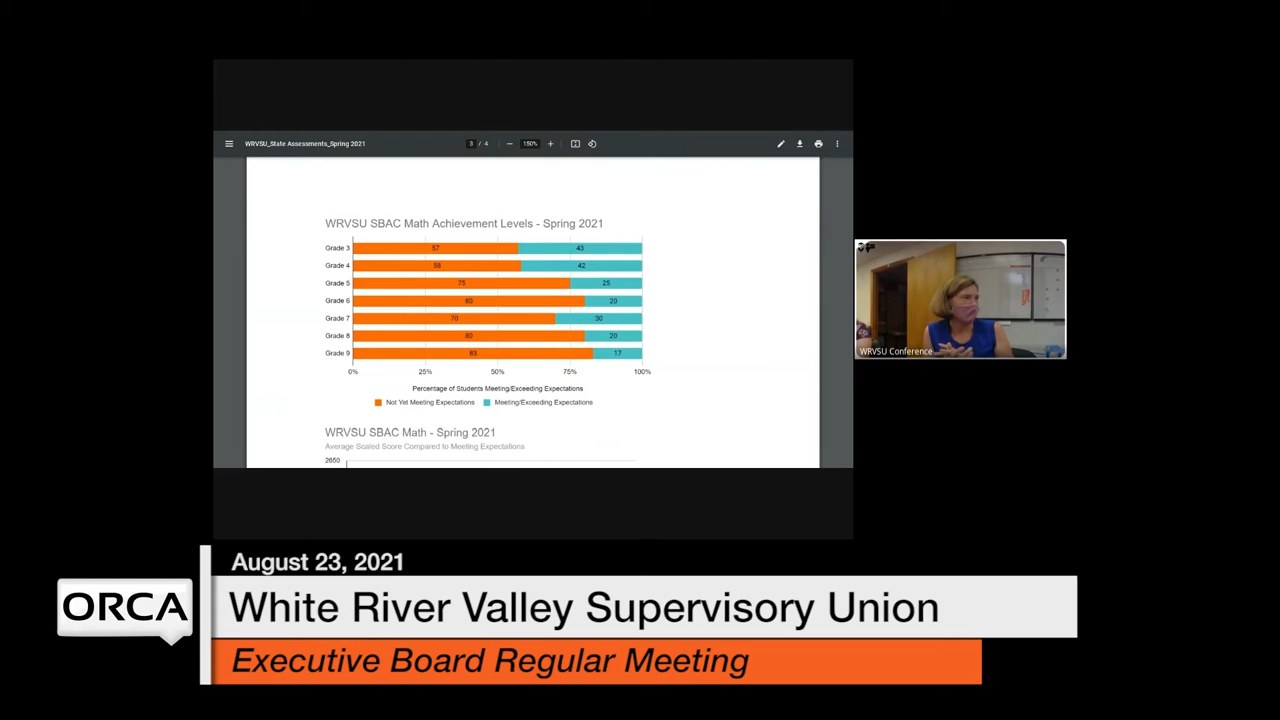 WRVSU_State Assessments_Spring 2021
3 / 4
150%
WRVSU SBAC Math Achievement Levels - Spring 2021
Grade 3 57 43
Grade 4 58 42
Grade 5 75 25
Grade 6 80 20
Grade 7 70 30
Grade 8 80 20
Grade 9 83 17
0% 25% 50% 75% 100%
Percentage of Students Meeting/Exceeding Expectations
Not Yet Meeting Expectations Meeting/Exceeding Expectations
WRVSU SBAC Math - Spring 2021
Average Scaled Score Compared to Meeting Expectations
2650
WRVSU Conference
August 23, 2021
ORCA
White River Valley Supervisory Union
Executive Board Regular Meeting